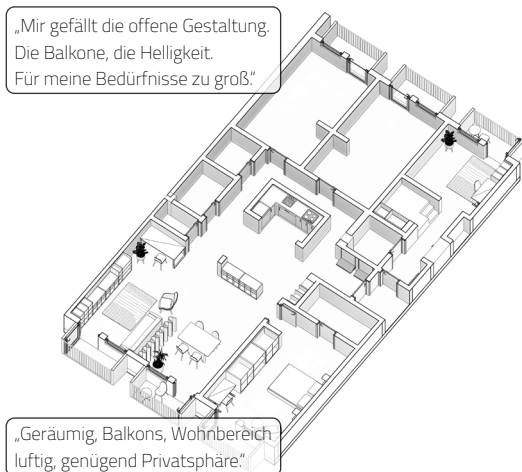 „Mir gefällt die offene Gestaltung.
Die Balkone, die Helligkeit.
Für meine Bedürfnisse zu groß.“
„Geräumig, Balkons, Wohnbereich
luftig, genügend Privatsphäre.“